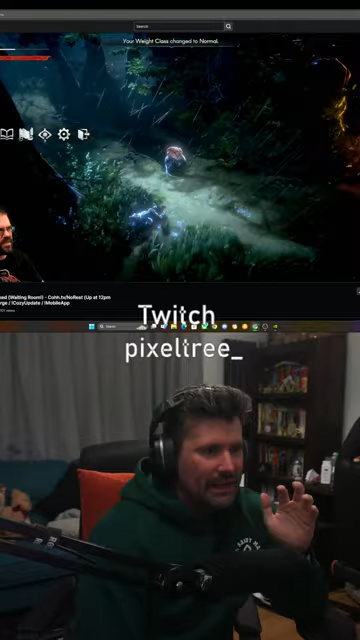 Search
Your Weight Class changed to Normal.
ed (Waiting Room!) - Cohh.tv/NoRest (Up at 12pm
rge / !CozyUpdate / !MobileApp
Search
Twitch
pixeltree_